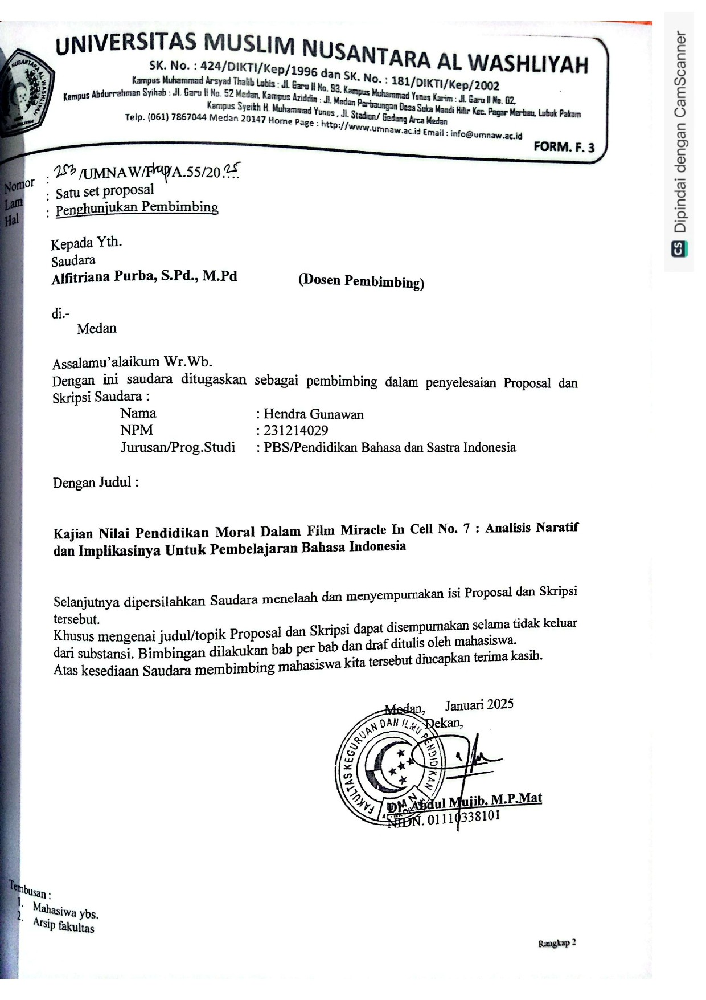 UNIVERSITAS MUSLIM NUSANTARA AL WASHLIYAH
SK. No. : 424/DIKTI/Kep/1996 dan SK. No. : 181/DIKTI/Kep/2002
Kampus Muhammad Arsyad Thalib Lubis : Jl. Garu II No. 93, Kampus Muhammad Yunus Karim : Jl. Garu II No. 02,
Kampus Abdurrahman Syihab : Jl. Garu II No. 52 Medan, Kampus Aziddin : JL. Medan Perbaungan Desa Suka Mandi Hilir Kec. Pagar Merbau, Lubuk Pakam
Kampus Syeikh H. Muhammad Yunus , Jl. Stadion/ Gedung Arca Medan
Telp. (061) 7867044 Medan 20147 Home Page : http://www.umnaw.ac.id Email : info@umnaw.ac.id
FORM. F. 3
Nomor : 253/UMNAW/Fkip/A.55/2025
Lam : Satu set proposal
Hal : Penghunjukan Pembimbing
Kepada Yth.
Saudara
Alfitriana Purba, S.Pd., M.Pd (Dosen Pembimbing)
di.-
Medan
Assalamu'alaikum Wr.Wb.
Dengan ini saudara ditugaskan sebagai pembimbing dalam penyelesaian Proposal dan
Skripsi Saudara :
Nama : Hendra Gunawan
NPM : 231214029
Jurusan/Prog.Studi : PBS/Pendidikan Bahasa dan Sastra Indonesia
Dengan Judul :
Kajian Nilai Pendidikan Moral Dalam Film Miracle In Cell No. 7 : Analisis Naratif
dan Implikasinya Untuk Pembelajaran Bahasa Indonesia
Selanjutnya dipersilahkan Saudara menelaah dan menyempurnakan isi Proposal dan Skripsi
tersebut.
Khusus mengenai judul/topik Proposal dan Skripsi dapat disempurnakan selama tidak keluar
dari substansi. Bimbingan dilakukan bab per bab dan draf ditulis oleh mahasiswa.
Atas kesediaan Saudara membimbing mahasiswa kita tersebut diucapkan terima kasih.
Medan, Januari 2025
Dekan,
FAKULTAS KEGURUAN DAN ILMU PENDIDIKAN
UMN
Dr. Abdul Mujib, M.P.Mat
NIDN. 01110338101
Tembusan :
1. Mahasiwa ybs.
2. Arsip fakultas
Rangkap 2
CS Dipindai dengan CamScanner